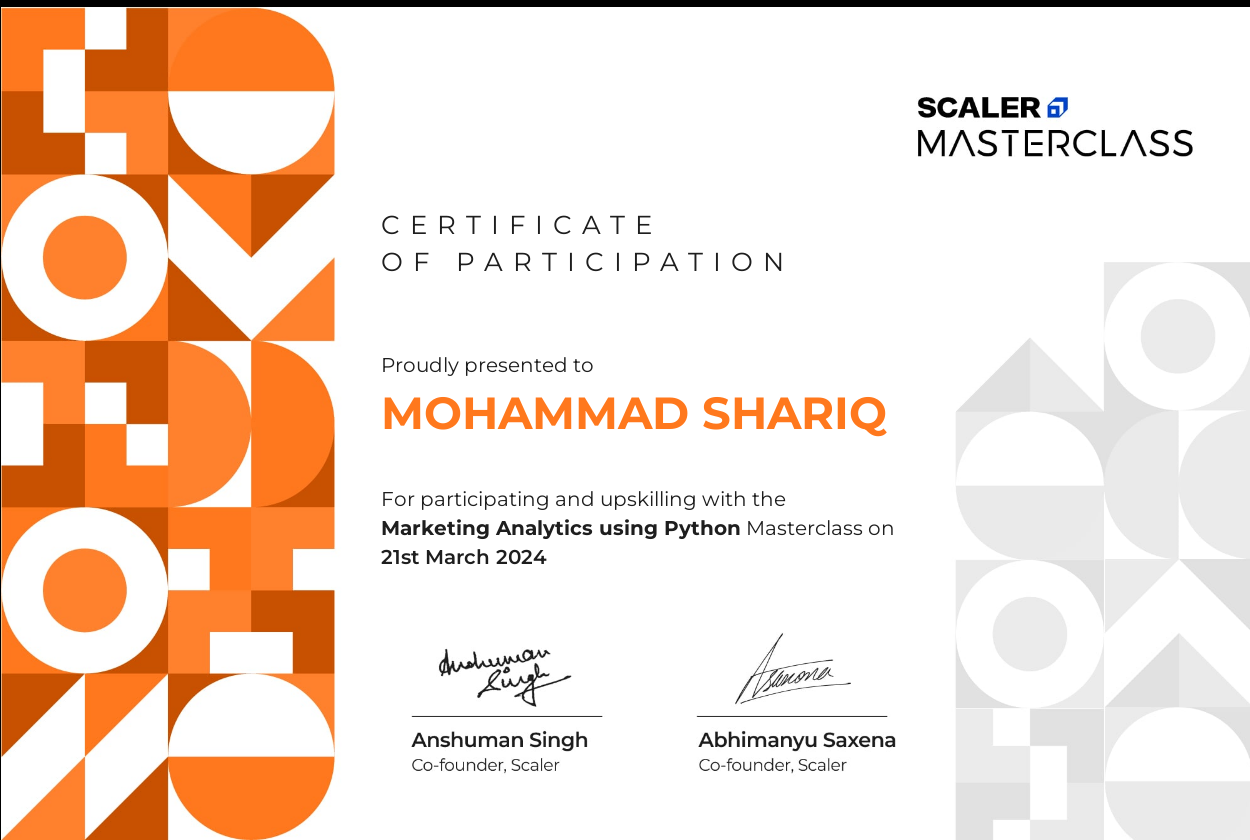 SCALER
MASTERCLASS
CERTIFICATE
OF PARTICIPATION
Proudly presented to
MOHAMMAD SHARIQ
For participating and upskilling with the
Marketing Analytics using Python Masterclass on
21st March 2024
Anshuman
Singh
Asaxena
Anshuman Singh
Co-founder, Scaler
Abhimanyu Saxena
Co-founder, Scaler